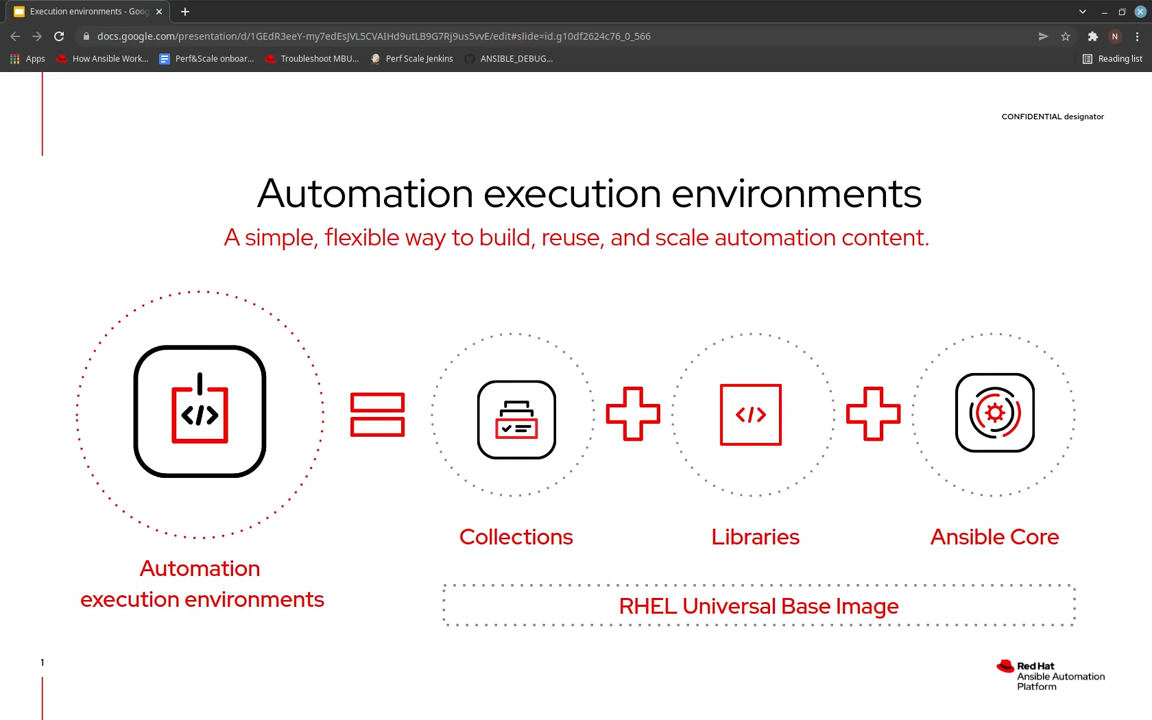 Execution environments - Goog
docs.google.com/presentation/d/1GEdR3eeY-my7edEsJVL5CVAIHd9utLB9G7Rj9us5vvE/edit#slide=id.g10df2624c76_0_566
N
Apps
How Ansible Work...
Perf&Scale onboar...
Troubleshoot MBU...
Perf Scale Jenkins
ANSIBLE_DEBUG...
Reading list
CONFIDENTIAL designator
Automation execution environments
A simple, flexible way to build, reuse, and scale automation content.
</>
</>
Collections
Libraries
Ansible Core
Automation
execution environments
RHEL Universal Base Image
1
Red Hat
Ansible Automation
Platform